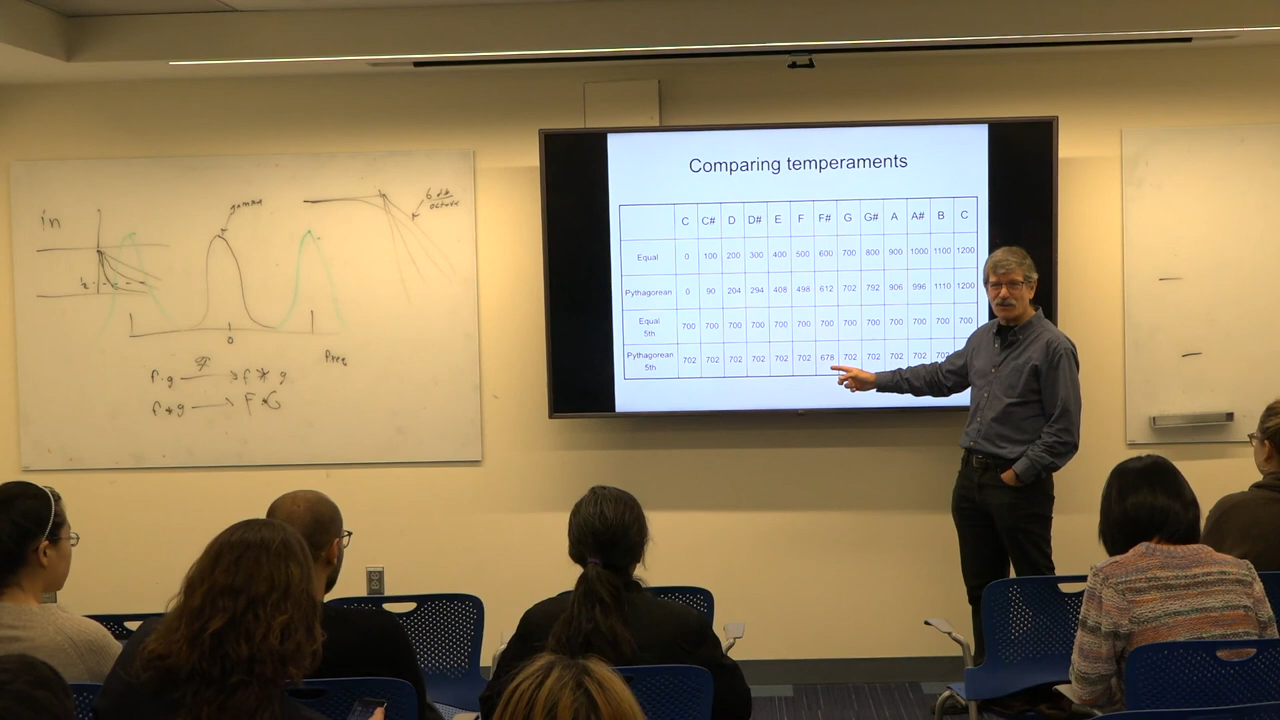 in
gamma
6 db
octave
1/2
0
freq
f·g → f * g
f*g → F·G
Comparing temperaments
C C# D D# E F F# G G# A A# B C
Equal 0 100 200 300 400 500 600 700 800 900 1000 1100 1200
Pythagorean 0 90 204 294 408 498 612 702 792 906 996 1110 1200
Equal 5th 700 700 700 700 700 700 700 700 700 700 700 700 700
Pythagorean 5th 702 702 702 702 702 702 678 702 702 702 702 702